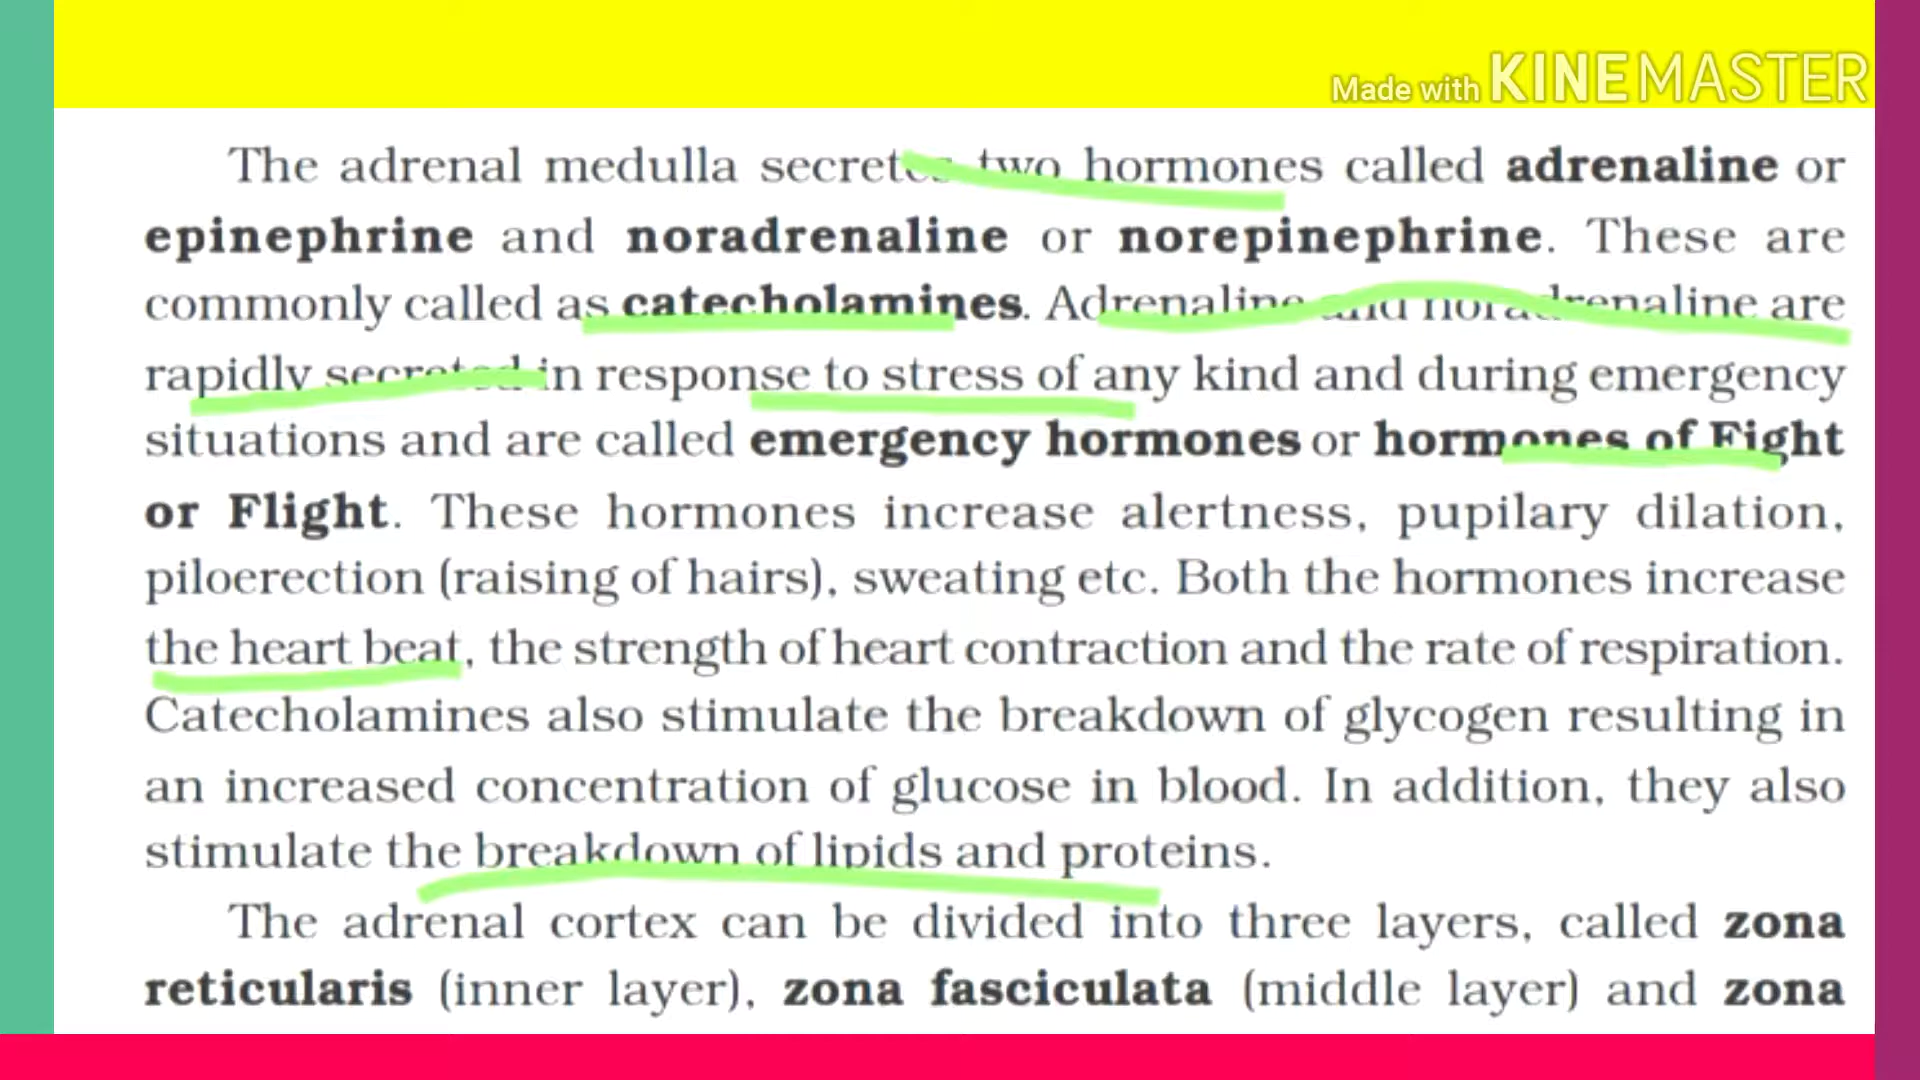 Made with KINEMASTER
The adrenal medulla secretes two hormones called adrenaline or
epinephrine and noradrenaline or norepinephrine. These are
commonly called as catecholamines. Adrenaline and noradrenaline are
rapidly secreted in response to stress of any kind and during emergency
situations and are called emergency hormones or hormones of Fight
or Flight. These hormones increase alertness, pupilary dilation,
piloerection (raising of hairs), sweating etc. Both the hormones increase
the heart beat, the strength of heart contraction and the rate of respiration.
Catecholamines also stimulate the breakdown of glycogen resulting in
an increased concentration of glucose in blood. In addition, they also
stimulate the breakdown of lipids and proteins.
The adrenal cortex can be divided into three layers, called zona
reticularis (inner layer), zona fasciculata (middle layer) and zona